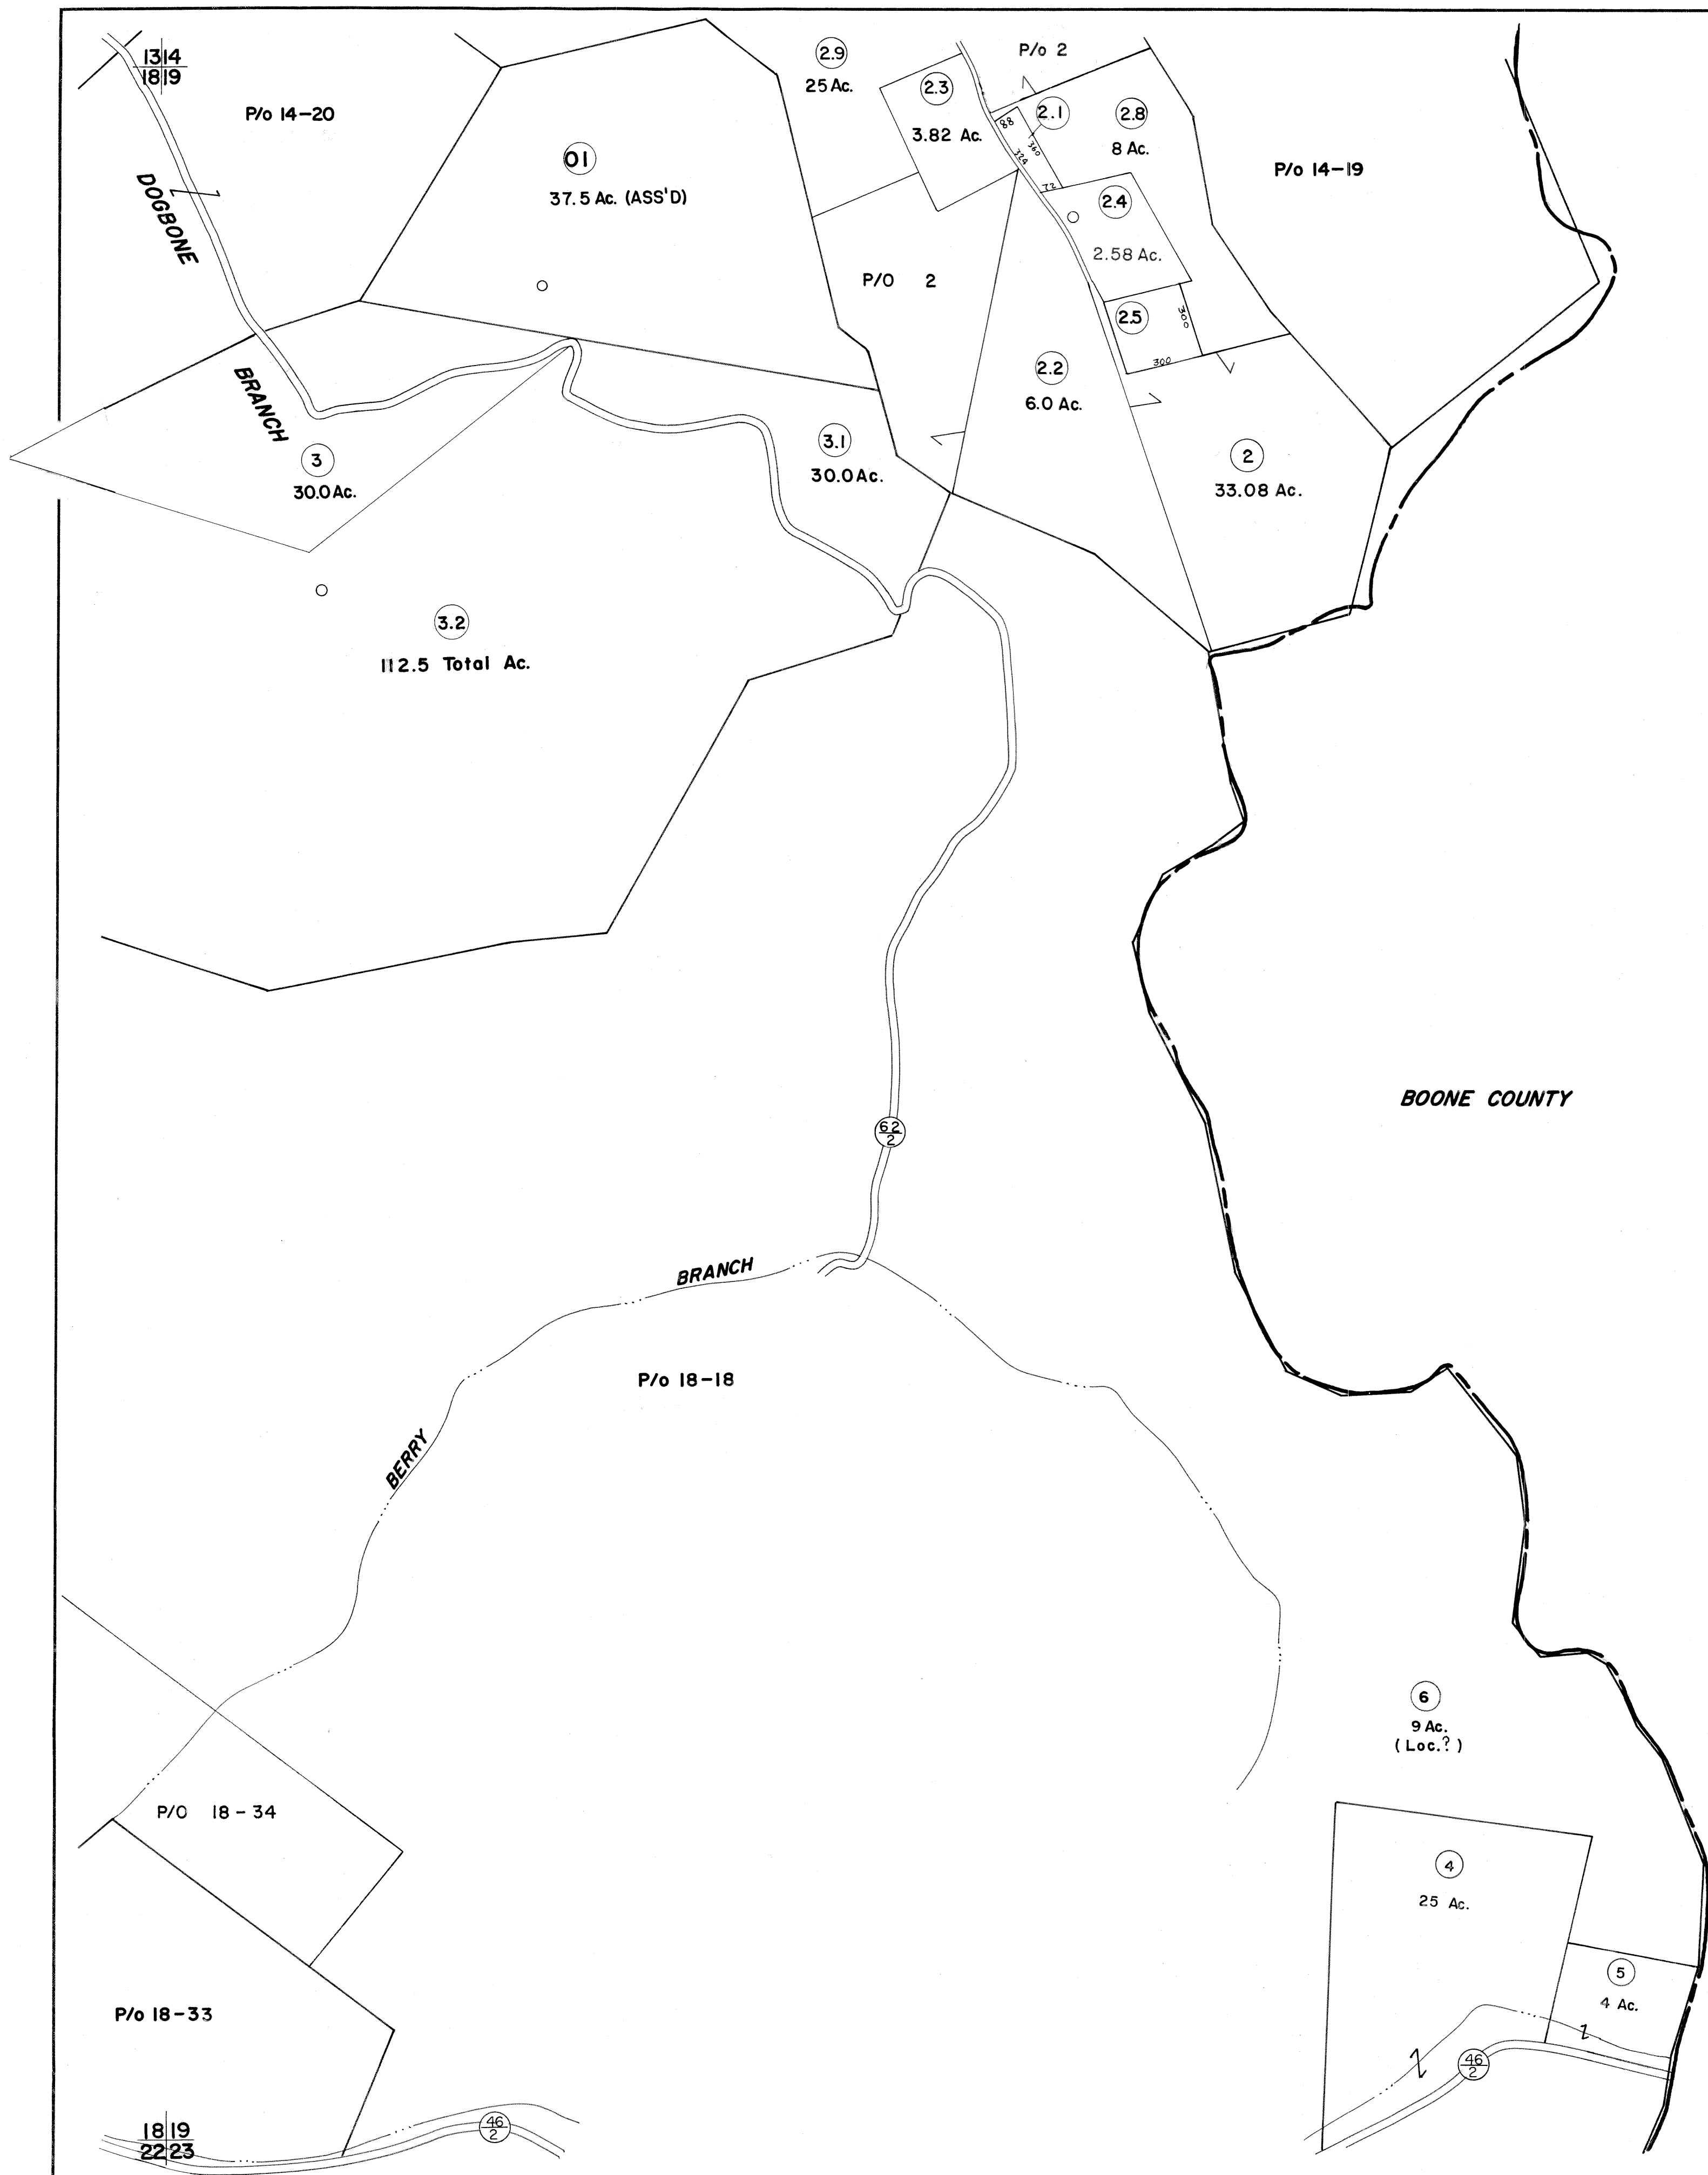 13 14
18 19
P/o 14-20
DOGBONE
BRANCH
01
37.5 Ac. (ASS'D)
2.9
25 Ac.
2.3
3.82 Ac.
P/o 2
2.1
88
360
324
72
2.8
8 Ac.
P/o 14-19
2.4
2.58 Ac.
P/O 2
2.5
300
300
2.2
6.0 Ac.
2
33.08 Ac.
3
30.0 Ac.
3.1
30.0 Ac.
3.2
112.5 Total Ac.
BOONE COUNTY
62
2
BRANCH
BERRY
P/o 18-18
6
9 Ac.
(Loc.?)
P/O 18-34
4
25 Ac.
5
4 Ac.
P/o 18-33
46
2
46
2
18 19
22 23